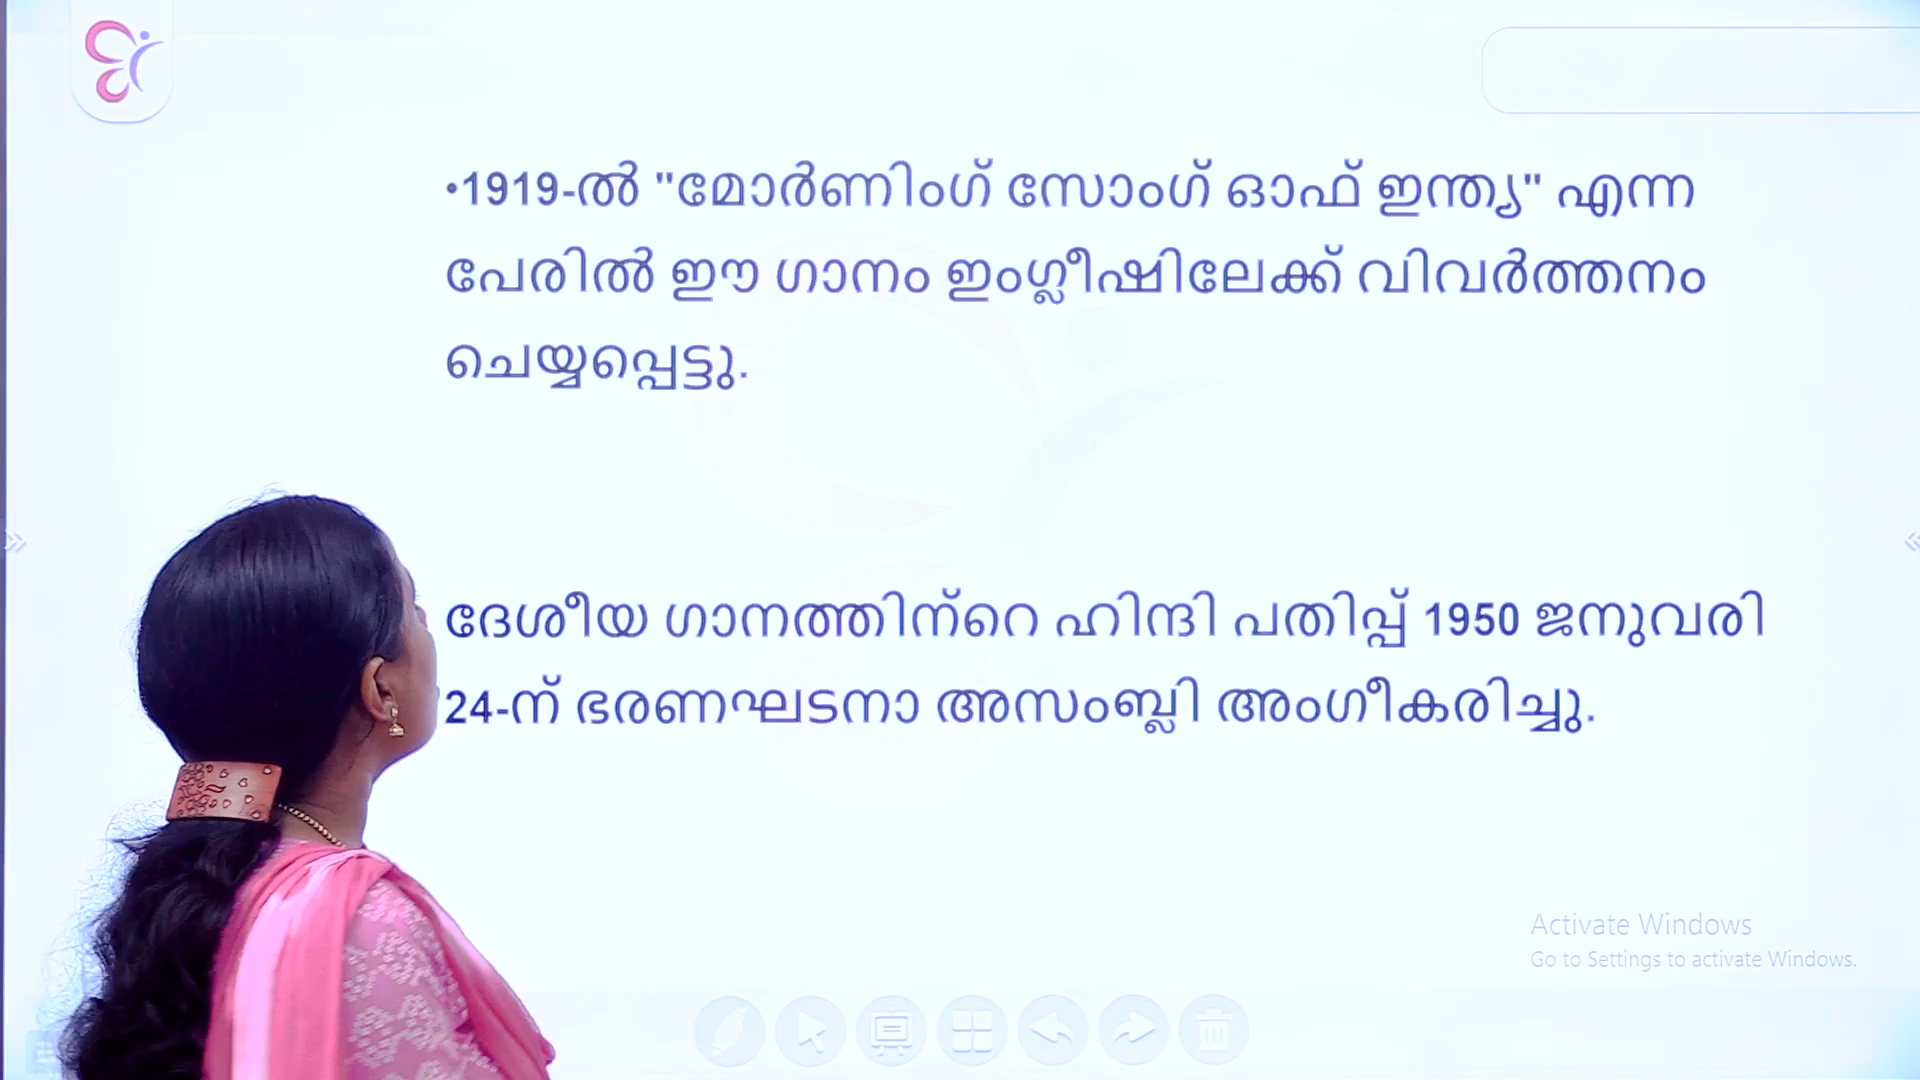 •1919-ൽ "മോർണിംഗ് സോംഗ് ഓഫ് ഇന്ത്യ" എന്ന
പേരിൽ ഈ ഗാനം ഇംഗ്ലീഷിലേക്ക് വിവർത്തനം
ചെയ്യപ്പെട്ടു.
ദേശീയ ഗാനത്തിന്റെ ഹിന്ദി പതിപ്പ് 1950 ജനുവരി
24-ന് ഭരണഘടനാ അസംബ്ലി അംഗീകരിച്ചു.
Activate Windows
Go to Settings to activate Windows.